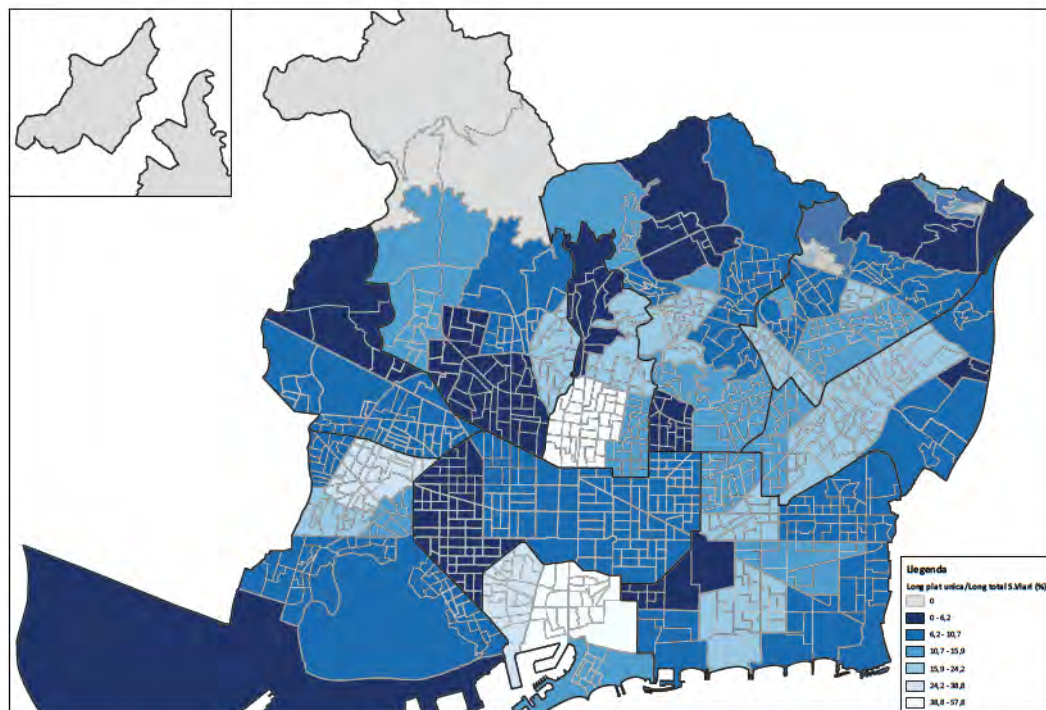 Llegenda
Long plat unica/Long total S.Viari (%)
0
0 - 6,2
6,2 - 10,7
10,7 - 15,9
15,9 - 24,2
24,2 - 38,8
38,8 - 57,8